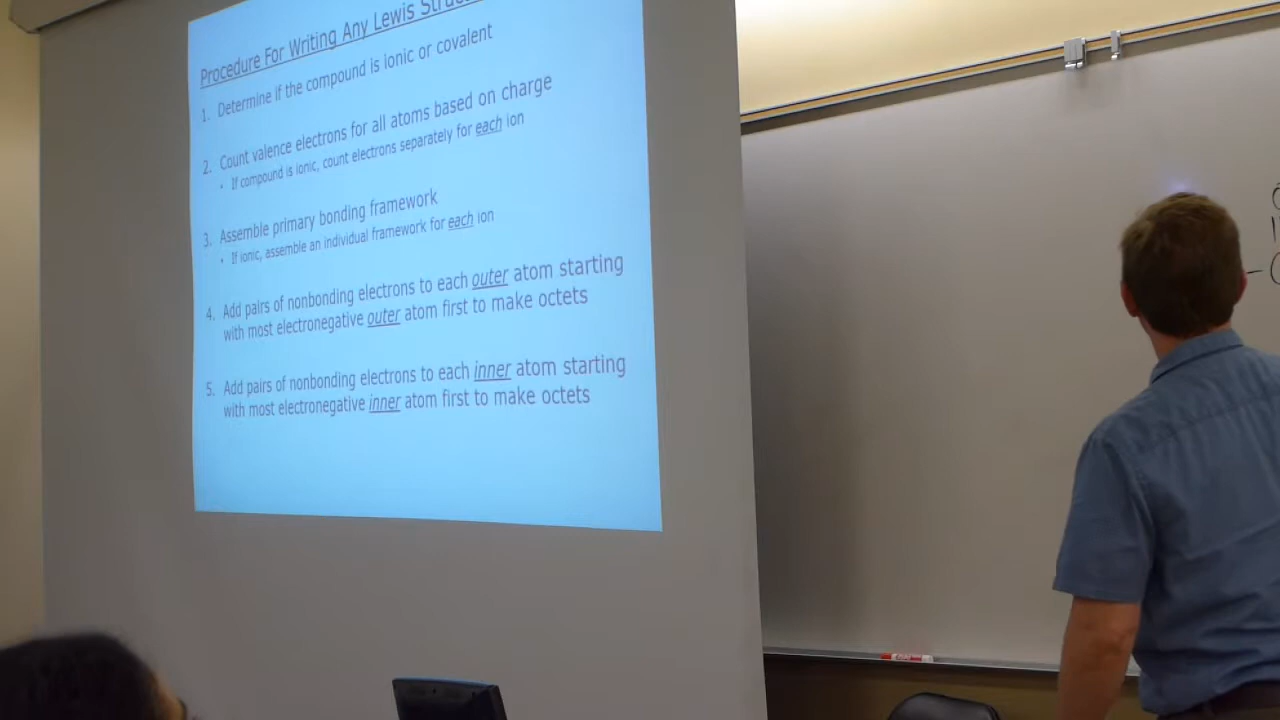 Procedure For Writing Any Lewis
1. Determine if the compound is ionic or covalent
2. Count valence electrons for all atoms based on charge
• If compound is ionic, count electrons separately for each ion
3. Assemble primary bonding framework
• If ionic, assemble an individual framework for each ion
4. Add pairs of nonbonding electrons to each outer atom starting
with most electronegative outer atom first to make octets
5. Add pairs of nonbonding electrons to each inner atom starting
with most electronegative inner atom first to make octets